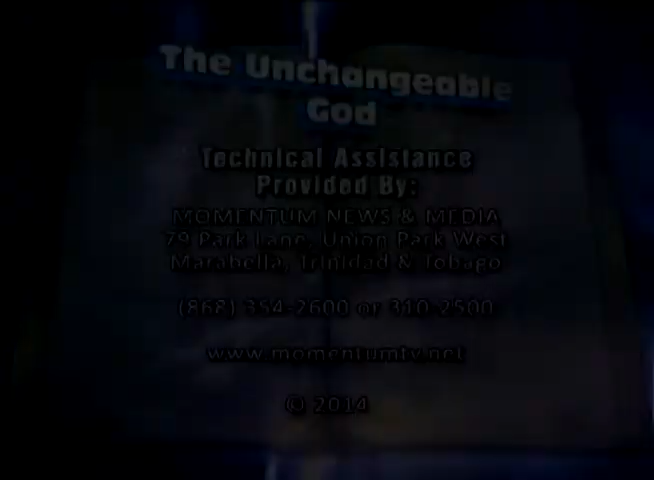 The Unchangeable
God
Technical Assistance
Provided By:
MOMENTUM NEWS & MEDIA
79 Park Lane, Union Park West
Marabella, Trinidad & Tobago
(868) 354-2600 or 310-2500
www.momentumtv.net
© 2014